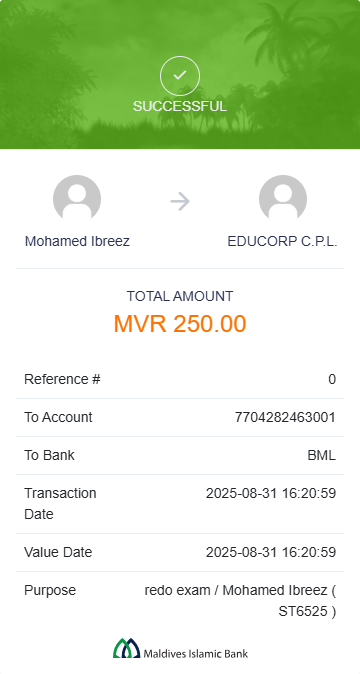 SUCCESSFUL
Mohamed Ibreez
EDUCORP C.P.L.
TOTAL AMOUNT
MVR 250.00
Reference # 0
To Account 7704282463001
To Bank BML
Transaction Date 2025-08-31 16:20:59
Value Date 2025-08-31 16:20:59
Purpose redo exam / Mohamed Ibreez (
ST6525 )
Maldives Islamic Bank